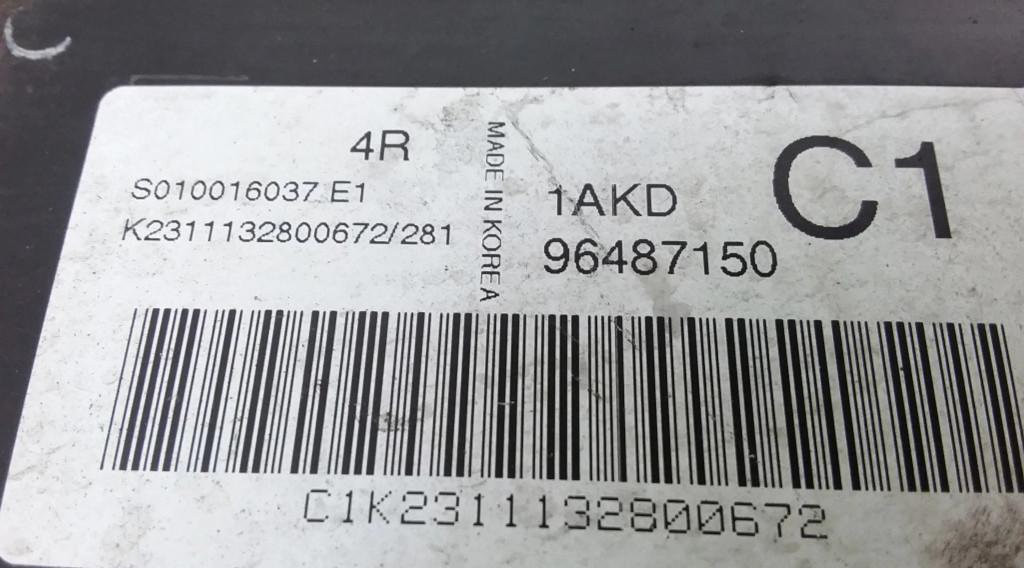 4R
S010016037 E1
K2311132800672/281
MADE IN KOREA
1AKD
96487150
C1
C1K2311132800672